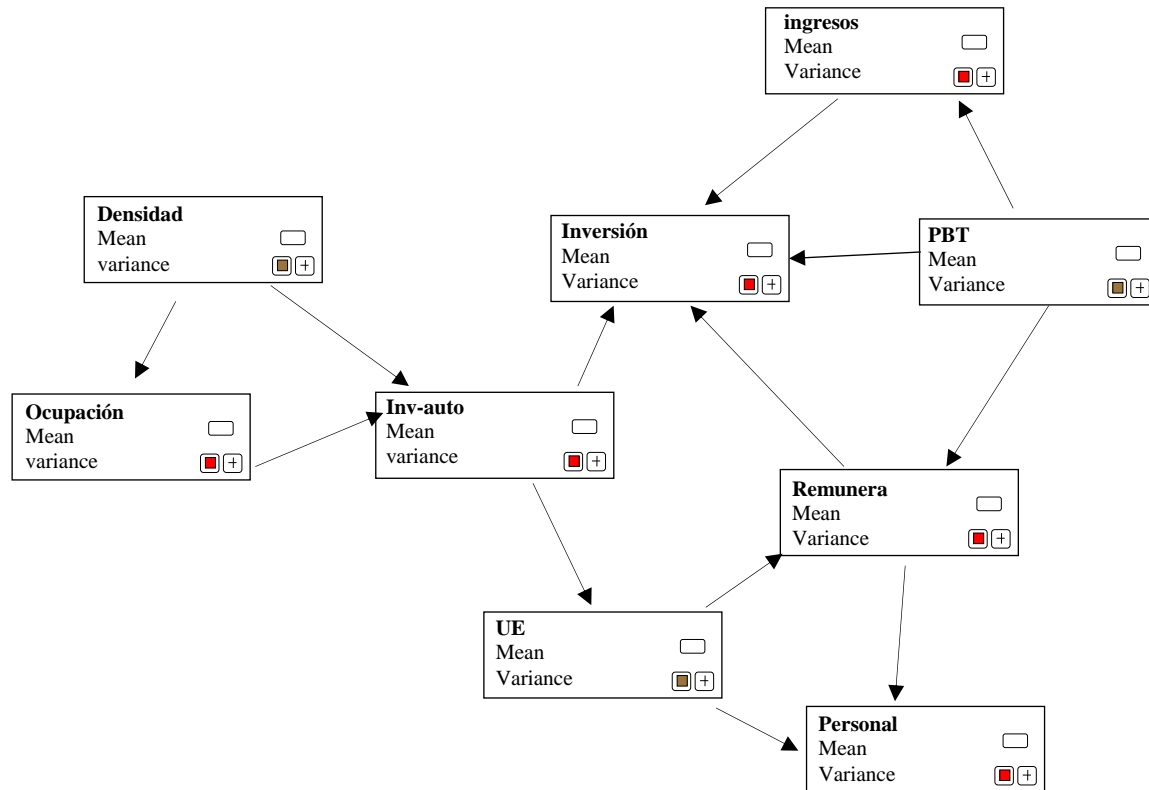 ingresos
Mean
Variance
+
Densidad
Mean
variance
+
Inversión
Mean
Variance
+
PBT
Mean
Variance
+
Ocupación
Mean
variance
+
Inv-auto
Mean
variance
+
Remunera
Mean
Variance
+
UE
Mean
Variance
+
Personal
Mean
Variance
+